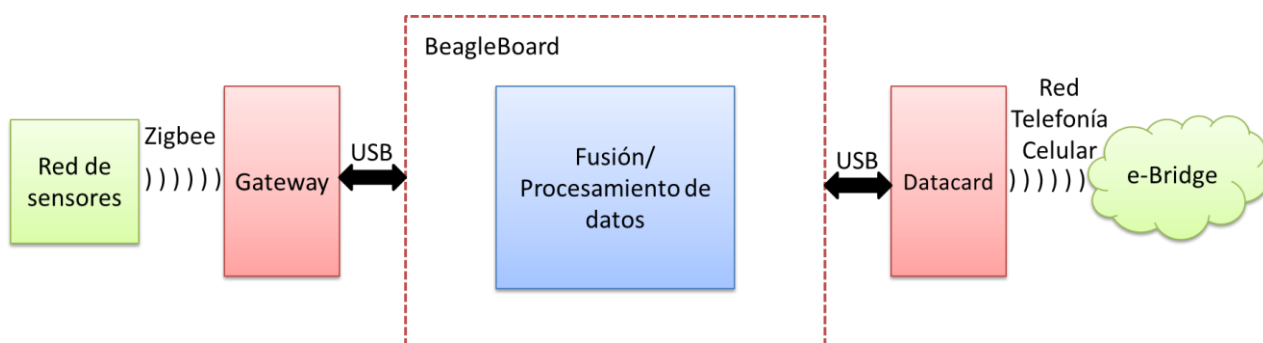 BeagleBoard
Red de
sensores
Zigbee
Gateway
USB
Fusión/
Procesamiento de
datos
USB
Datacard
Red
Telefonía
Celular
e-Bridge